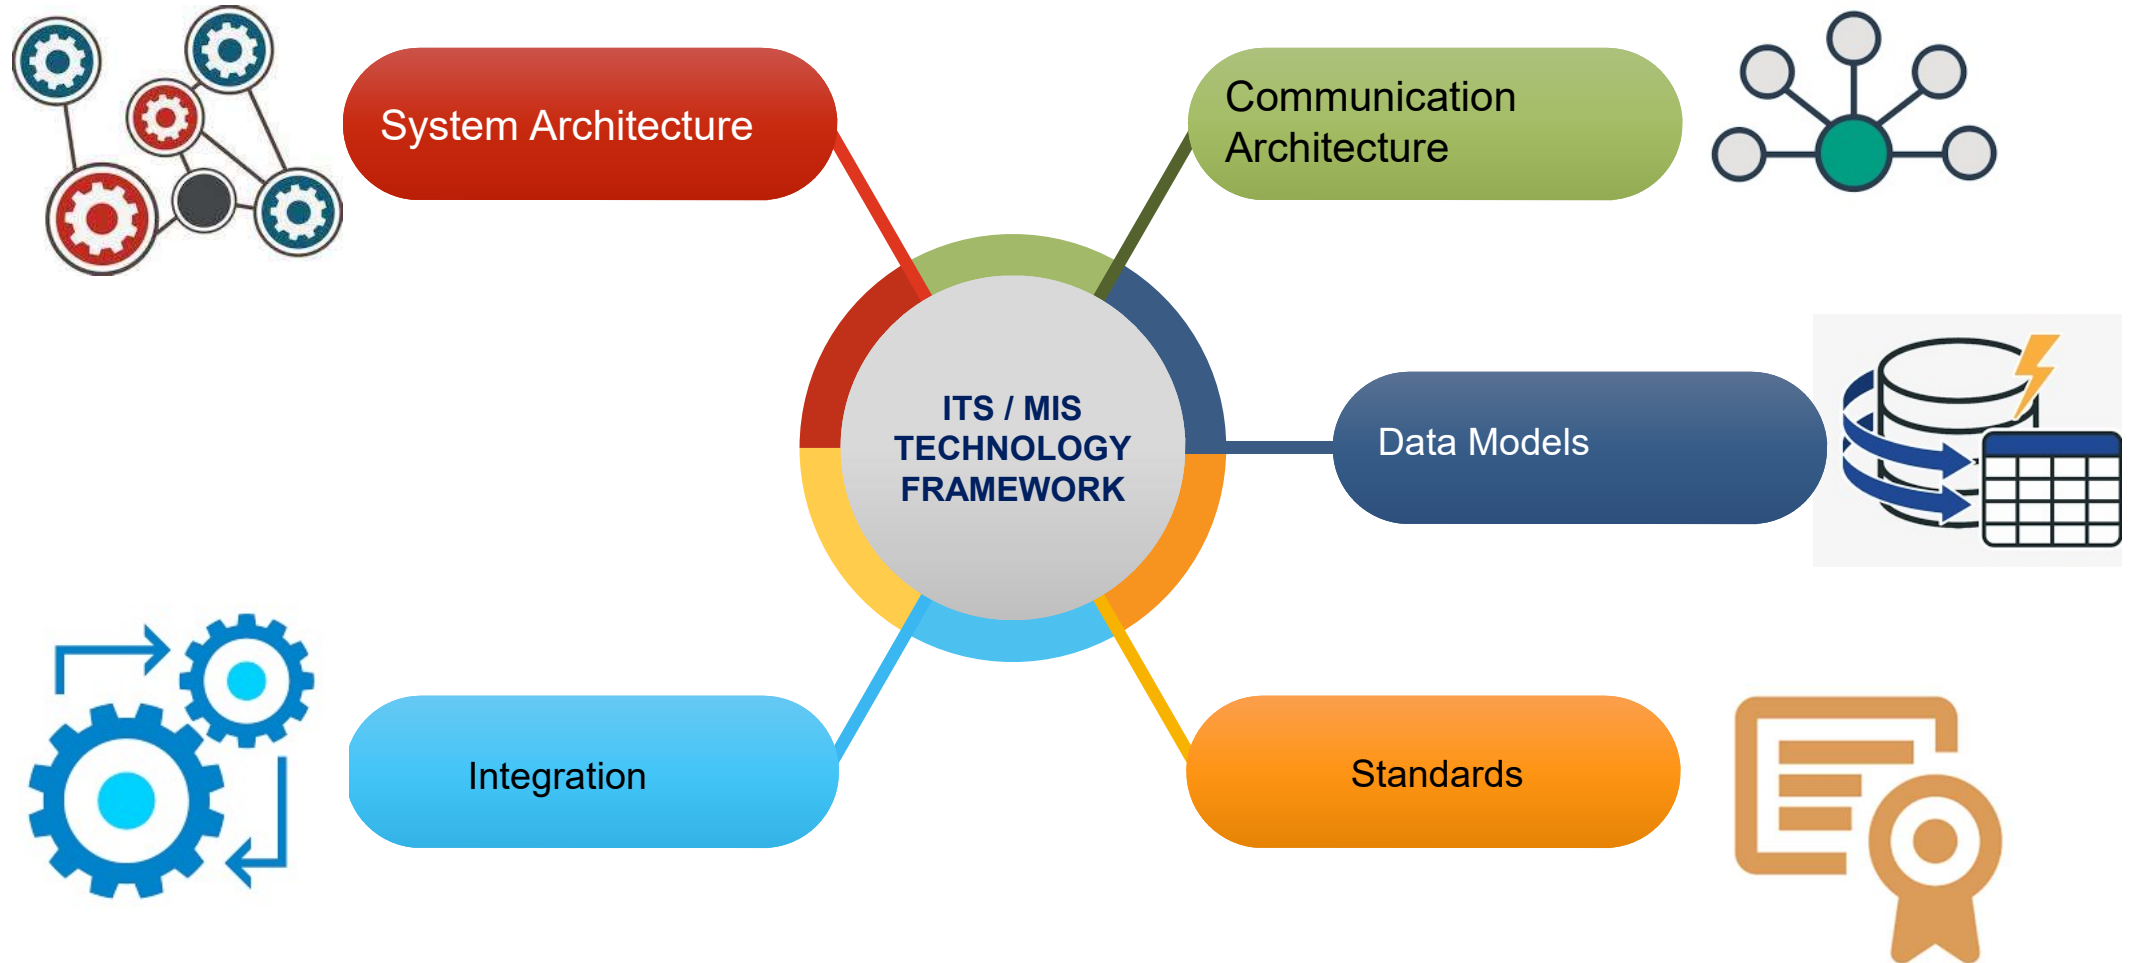 System Architecture
Communication
Architecture
ITS / MIS
TECHNOLOGY
FRAMEWORK
Data Models
Integration
Standards